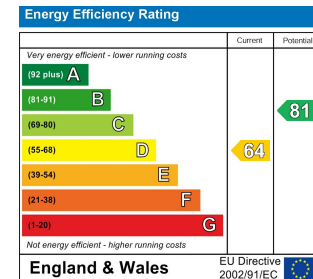 Energy Efficiency Rating
Current Potential
Very energy efficient - lower running costs
(92 plus) A
(81-91) B
81
(69-80) C
(55-68) D
64
(39-54) E
(21-38) F
(1-20) G
Not energy efficient - higher running costs
England & Wales
EU Directive
2002/91/EC